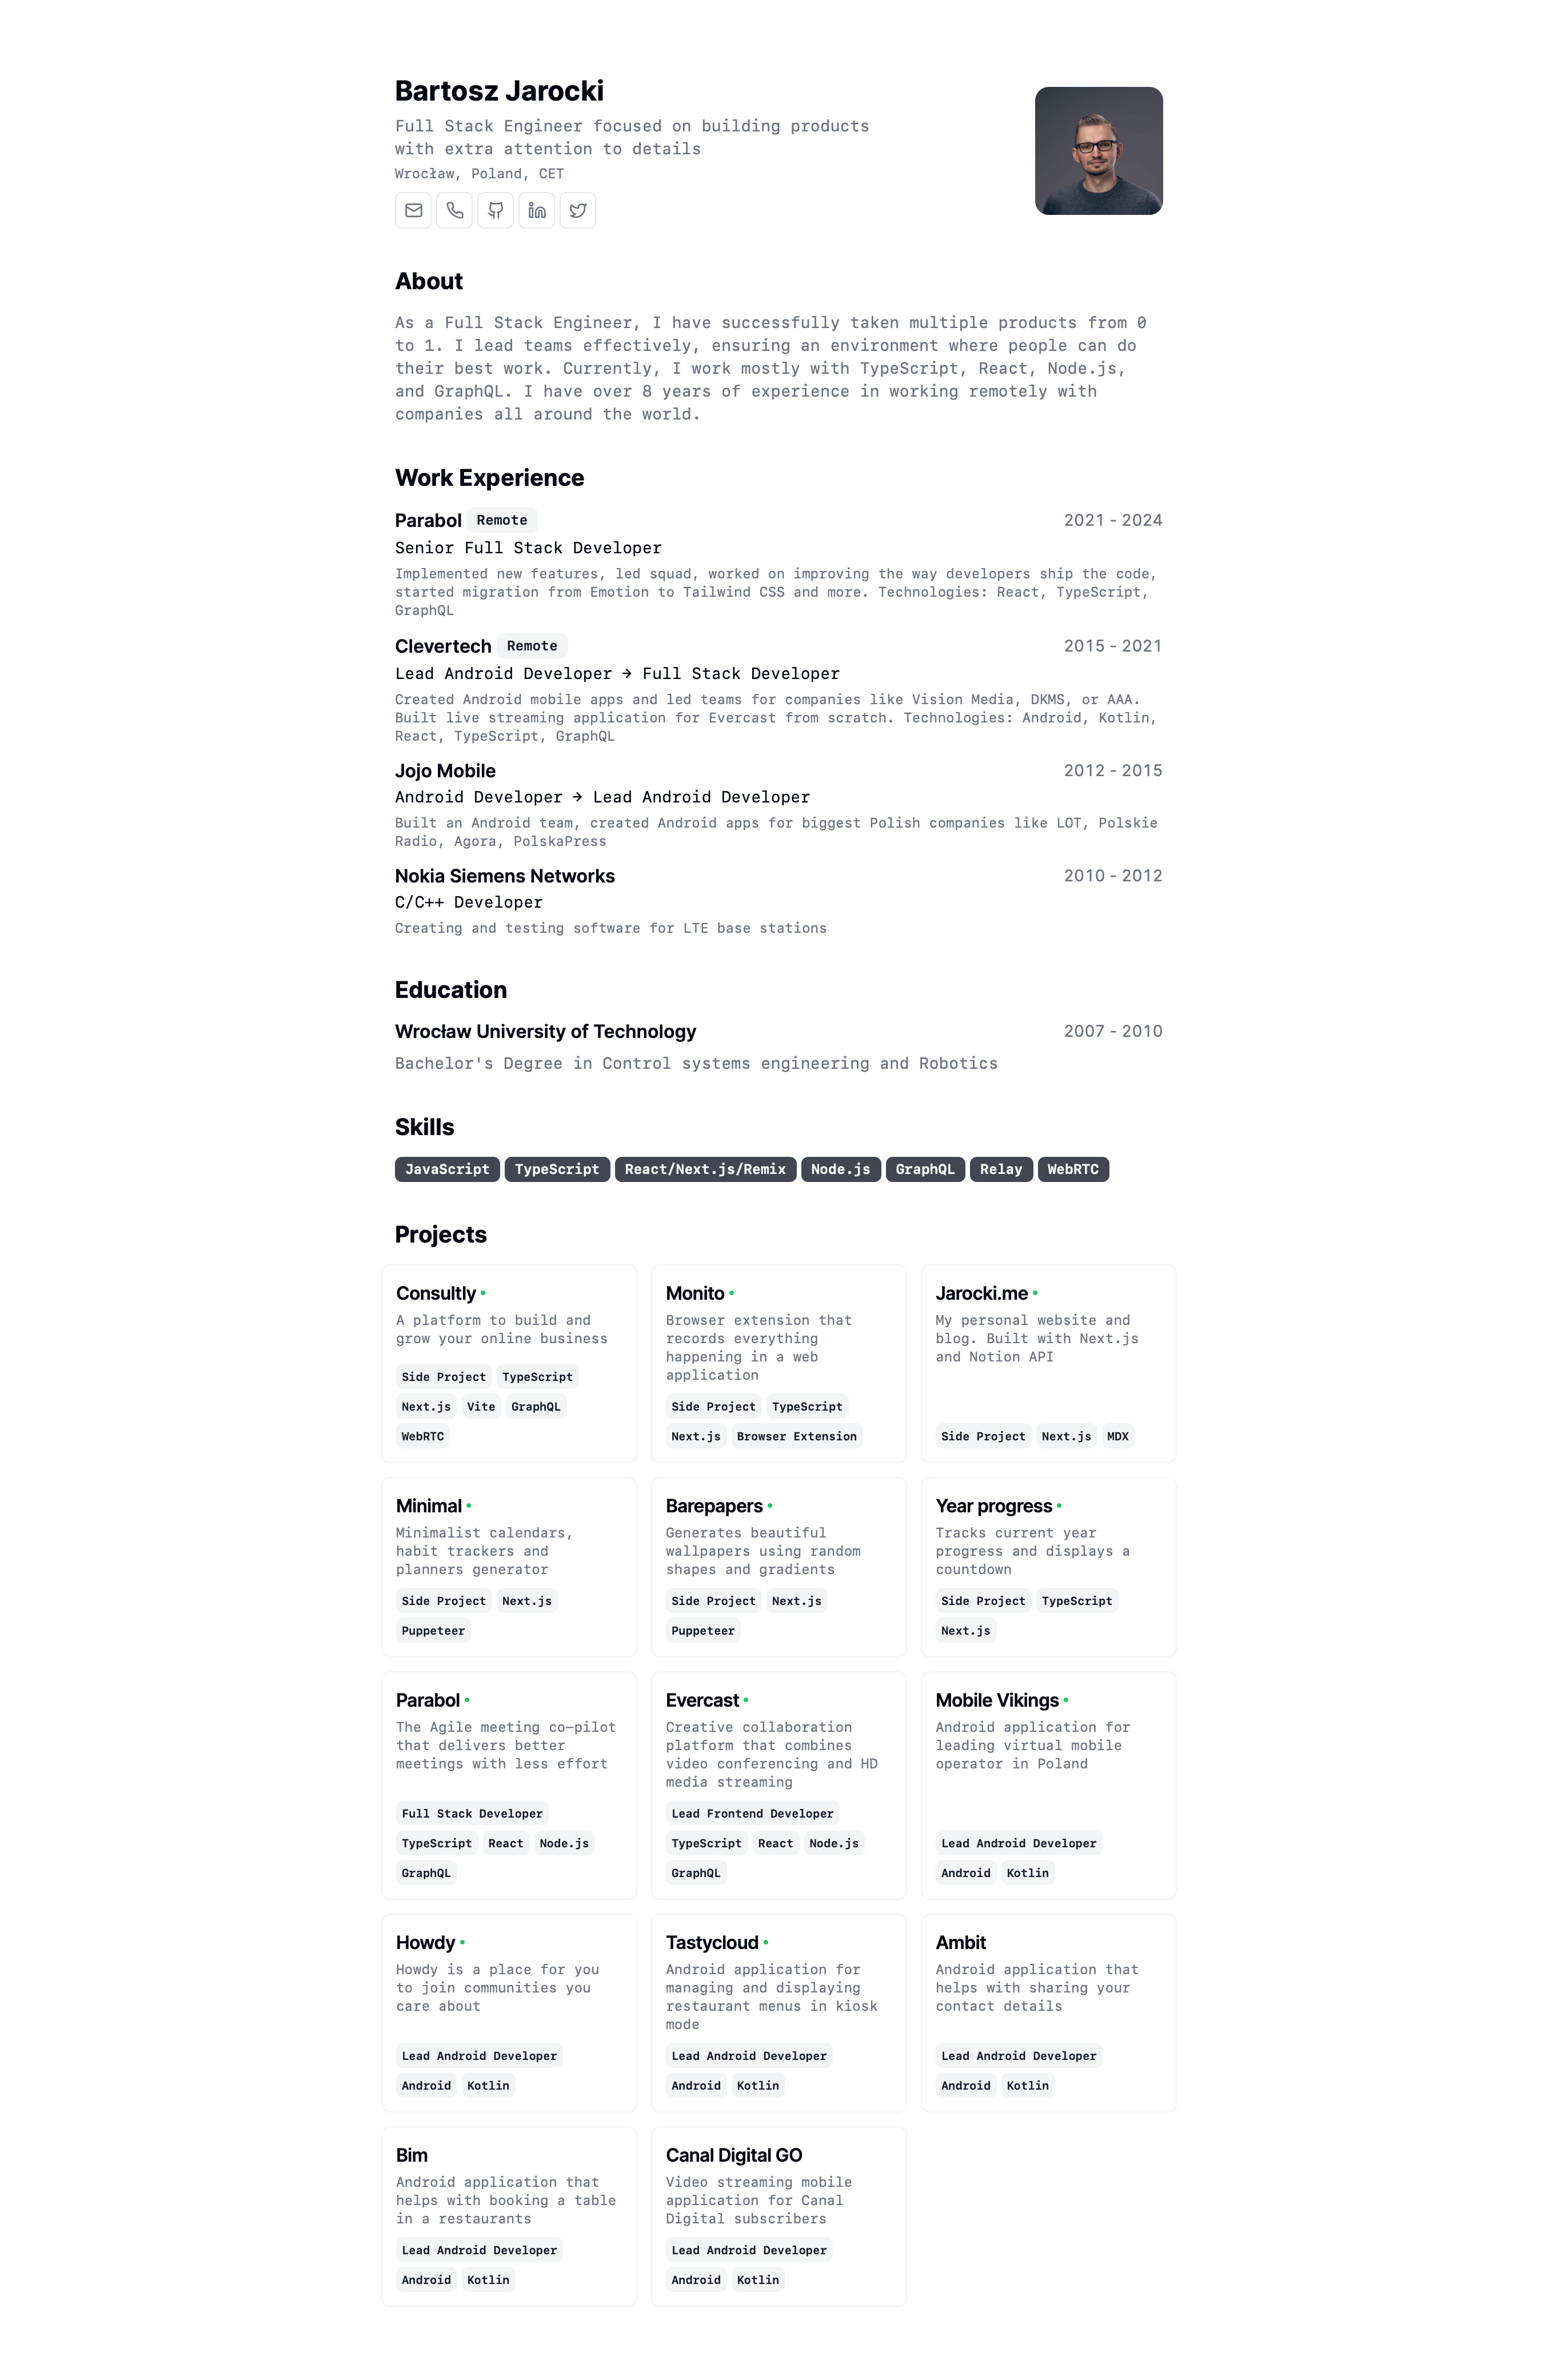 Bartosz Jarocki
Full Stack Engineer focused on building products
with extra attention to details
Wrocław, Poland, CET
About
As a Full Stack Engineer, I have successfully taken multiple products from 0
to 1. I lead teams effectively, ensuring an environment where people can do
their best work. Currently, I work mostly with TypeScript, React, Node.js,
and GraphQL. I have over 8 years of experience in working remotely with
companies all around the world.
Work Experience
Parabol Remote 2021 - 2024
Senior Full Stack Developer
Implemented new features, led squad, worked on improving the way developers ship the code,
started migration from Emotion to Tailwind CSS and more. Technologies: React, TypeScript,
GraphQL
Clevertech Remote 2015 - 2021
Lead Android Developer → Full Stack Developer
Created Android mobile apps and led teams for companies like Vision Media, DKMS, or AAA.
Built live streaming application for Evercast from scratch. Technologies: Android, Kotlin,
React, TypeScript, GraphQL
Jojo Mobile 2012 - 2015
Android Developer → Lead Android Developer
Built an Android team, created Android apps for biggest Polish companies like LOT, Polskie
Radio, Agora, PolskaPress
Nokia Siemens Networks 2010 - 2012
C/C++ Developer
Creating and testing software for LTE base stations
Education
Wrocław University of Technology 2007 - 2010
Bachelor's Degree in Control systems engineering and Robotics
Skills
JavaScript TypeScript React/Next.js/Remix Node.js GraphQL Relay WebRTC
Projects
Consultly
A platform to build and
grow your online business
Side Project TypeScript
Next.js Vite GraphQL
WebRTC
Monito
Browser extension that
records everything
happening in a web
application
Side Project TypeScript
Next.js Browser Extension
Jarocki.me
My personal website and
blog. Built with Next.js
and Notion API
Side Project Next.js MDX
Minimal
Minimalist calendars,
habit trackers and
planners generator
Side Project Next.js
Puppeteer
Barepapers
Generates beautiful
wallpapers using random
shapes and gradients
Side Project Next.js
Puppeteer
Year progress
Tracks current year
progress and displays a
countdown
Side Project TypeScript
Next.js
Parabol
The Agile meeting co-pilot
that delivers better
meetings with less effort
Full Stack Developer
TypeScript React Node.js
GraphQL
Evercast
Creative collaboration
platform that combines
video conferencing and HD
media streaming
Lead Frontend Developer
TypeScript React Node.js
GraphQL
Mobile Vikings
Android application for
leading virtual mobile
operator in Poland
Lead Android Developer
Android Kotlin
Howdy
Howdy is a place for you
to join communities you
care about
Lead Android Developer
Android Kotlin
Tastycloud
Android application for
managing and displaying
restaurant menus in kiosk
mode
Lead Android Developer
Android Kotlin
Ambit
Android application that
helps with sharing your
contact details
Lead Android Developer
Android Kotlin
Bim
Android application that
helps with booking a table
in a restaurants
Lead Android Developer
Android Kotlin
Canal Digital GO
Video streaming mobile
application for Canal
Digital subscribers
Lead Android Developer
Android Kotlin